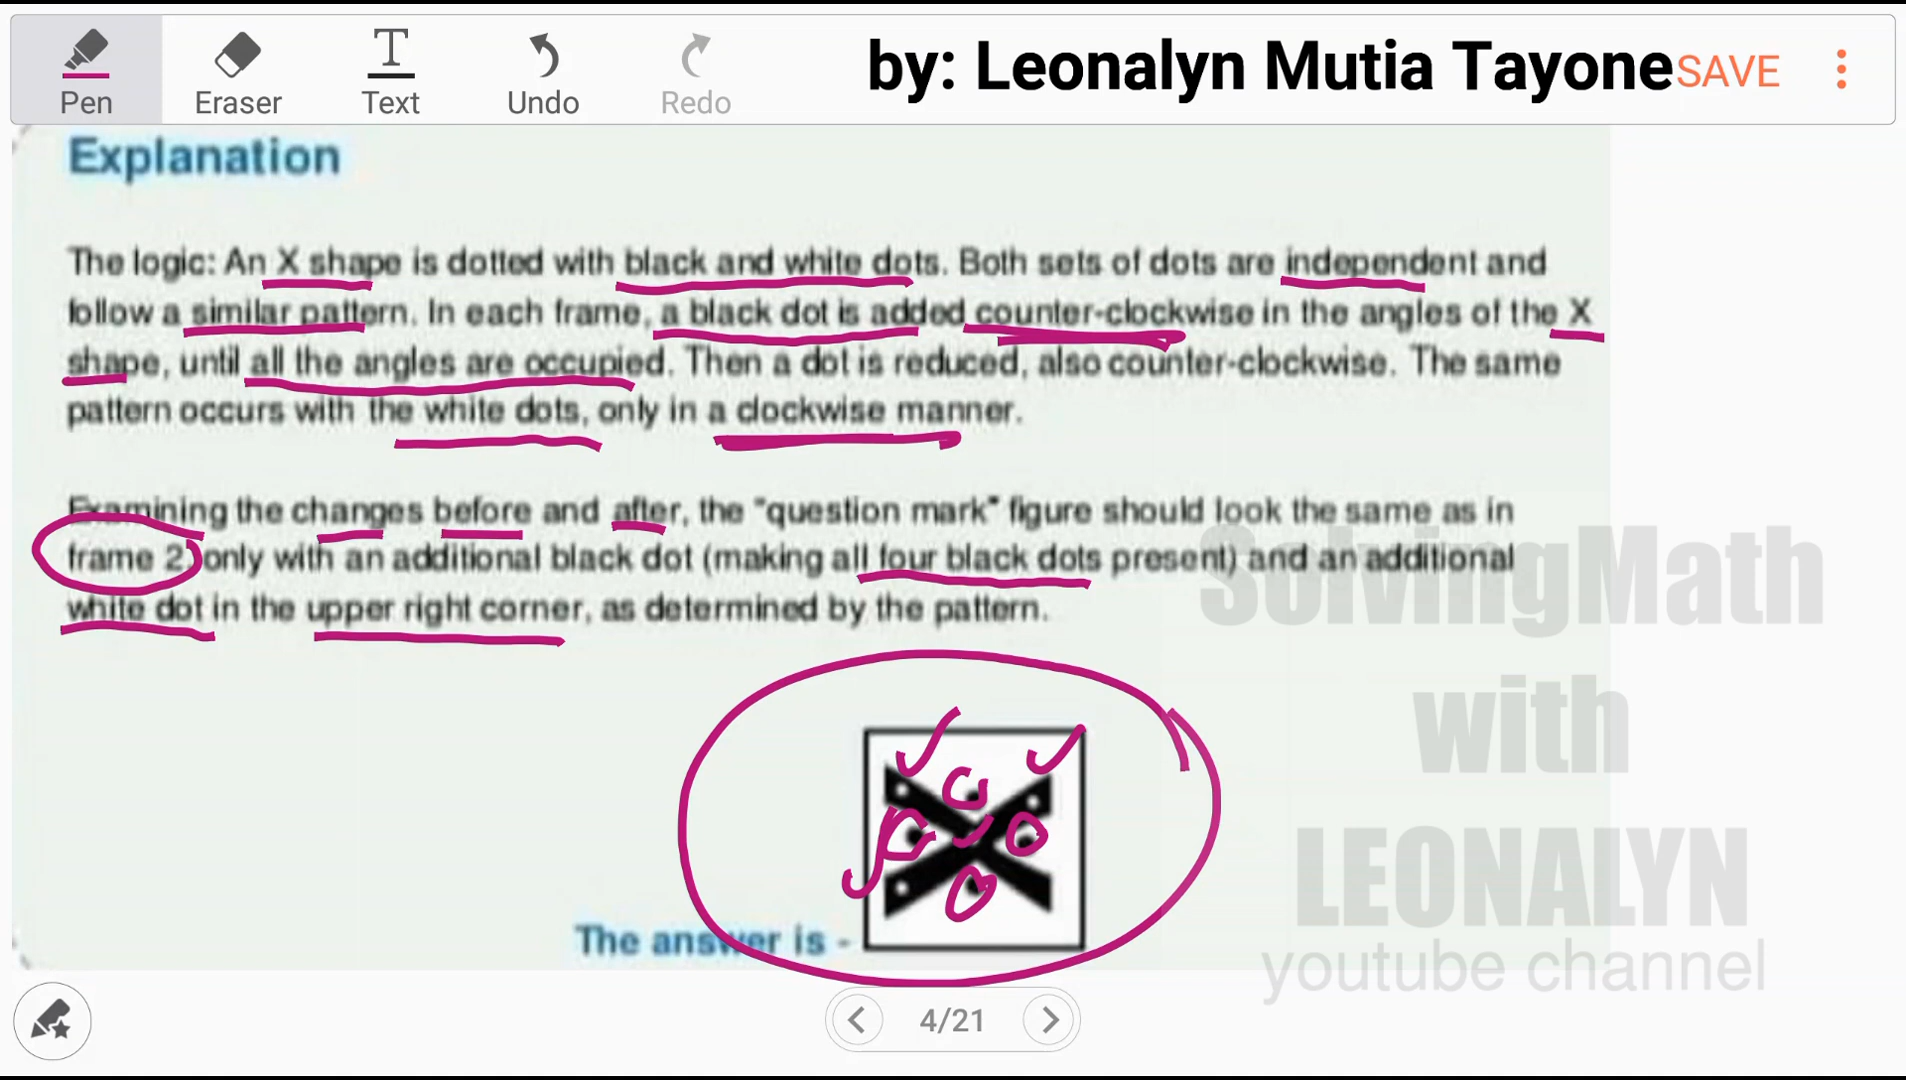 Pen
Eraser
Text
Undo
Redo
by: Leonalyn Mutia Tayone
SAVE
Explanation
The logic: An X shape is dotted with black and white dots. Both sets of dots are independent and
follow a similar pattern. In each frame, a black dot is added counter-clockwise in the angles of the X
shape, until all the angles are occupied. Then a dot is reduced, also counter-clockwise. The same
pattern occurs with the white dots, only in a clockwise manner.
Examining the changes before and after, the "question mark" figure should look the same as in
frame 2, only with an additional black dot (making all four black dots present) and an additional
white dot in the upper right corner, as determined by the pattern.
SolvingMath
with
LEONALYN
youtube channel
The answer is -
4/21